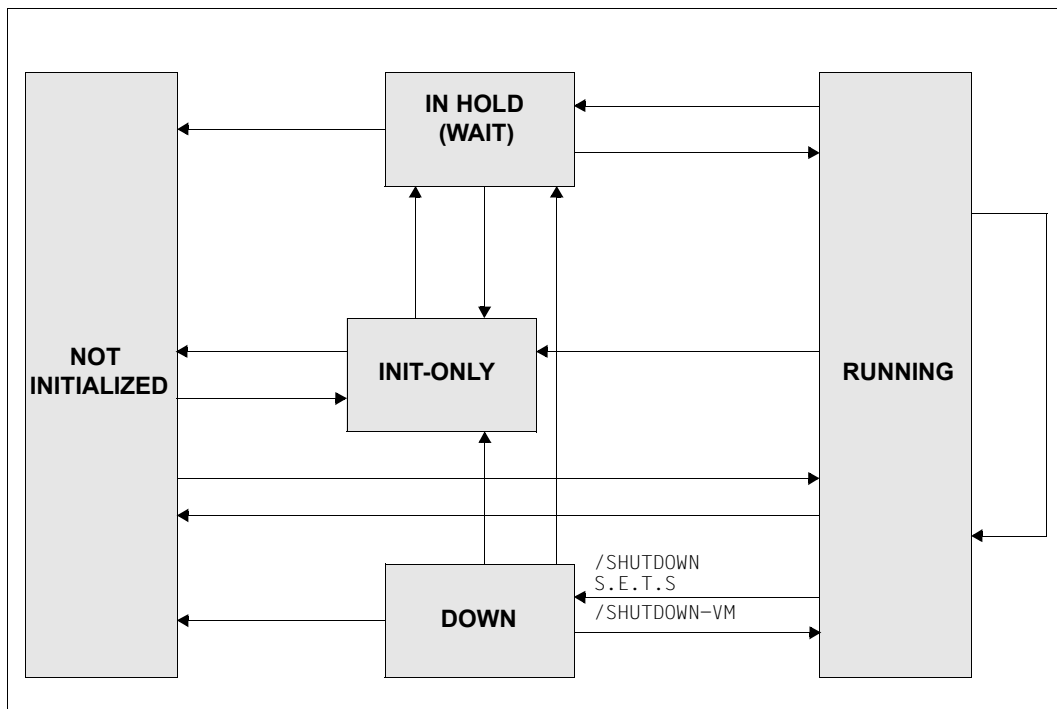 IN HOLD
(WAIT)
NOT
INITIALIZED
INIT-ONLY
RUNNING
/SHUTDOWN
S.E.T.S
DOWN
/SHUTDOWN-VM